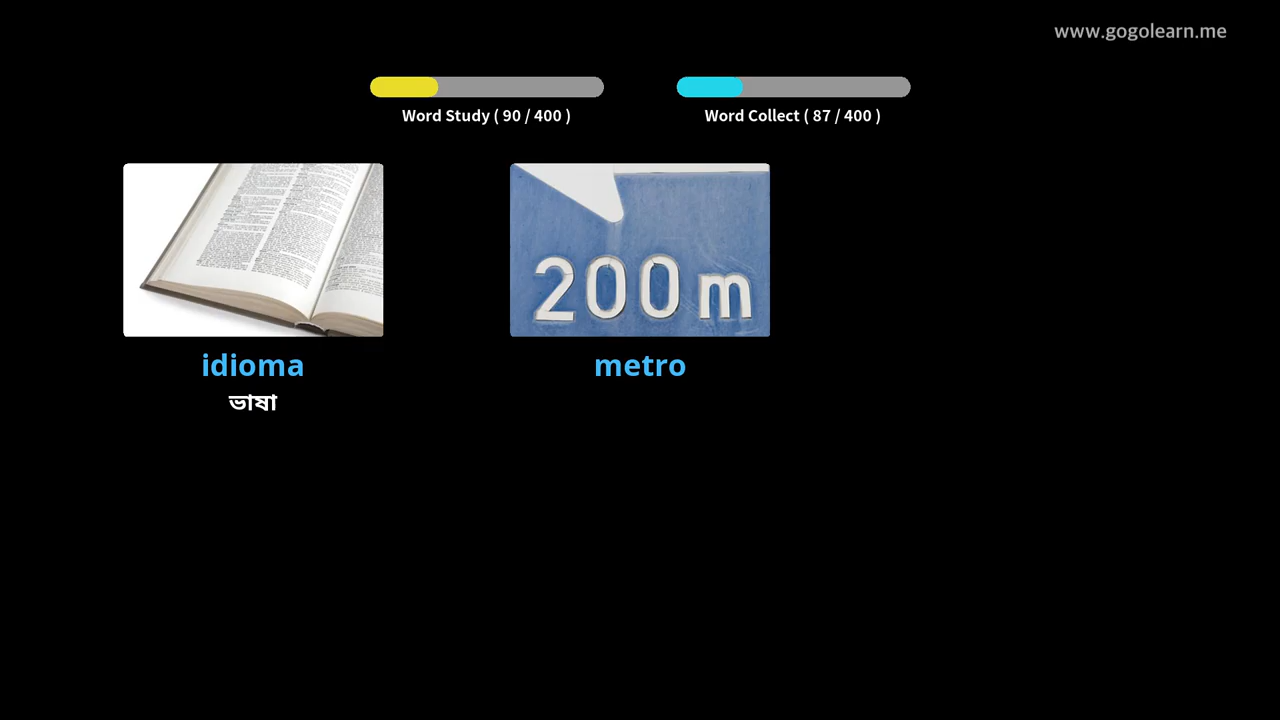 www.gogolearn.me
Word Study ( 90 / 400 )
Word Collect ( 87 / 400 )
200 m
idioma
metro
ভাষা